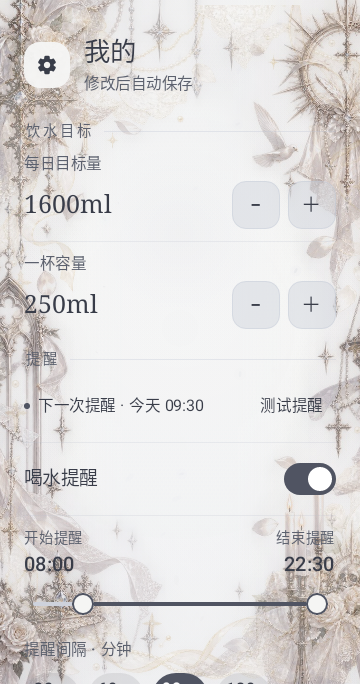 我的
修改后自动保存
饮水目标
每日目标量
1600ml
- +
一杯容量
250ml
- +
提醒
• 下一次提醒 · 今天 09:30 测试提醒
喝水提醒
开始提醒 结束提醒
08:00 22:30
提醒间隔 · 分钟